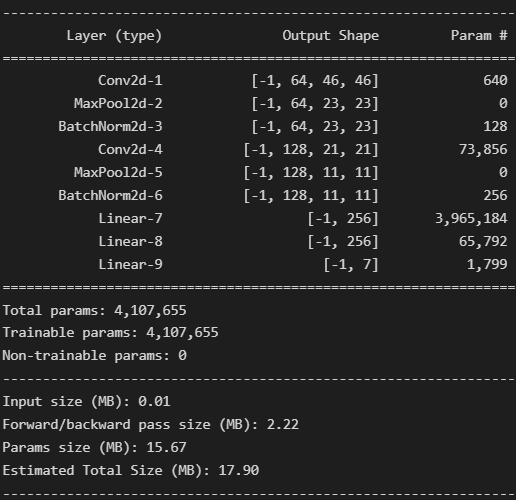 ----------------------------------------------------------------
Layer (type) Output Shape Param #
================================================================
Conv2d-1 [-1, 64, 46, 46] 640
MaxPool2d-2 [-1, 64, 23, 23] 0
BatchNorm2d-3 [-1, 64, 23, 23] 128
Conv2d-4 [-1, 128, 21, 21] 73,856
MaxPool2d-5 [-1, 128, 11, 11] 0
BatchNorm2d-6 [-1, 128, 11, 11] 256
Linear-7 [-1, 256] 3,965,184
Linear-8 [-1, 256] 65,792
Linear-9 [-1, 7] 1,799
================================================================
Total params: 4,107,655
Trainable params: 4,107,655
Non-trainable params: 0
----------------------------------------------------------------
Input size (MB): 0.01
Forward/backward pass size (MB): 2.22
Params size (MB): 15.67
Estimated Total Size (MB): 17.90
----------------------------------------------------------------